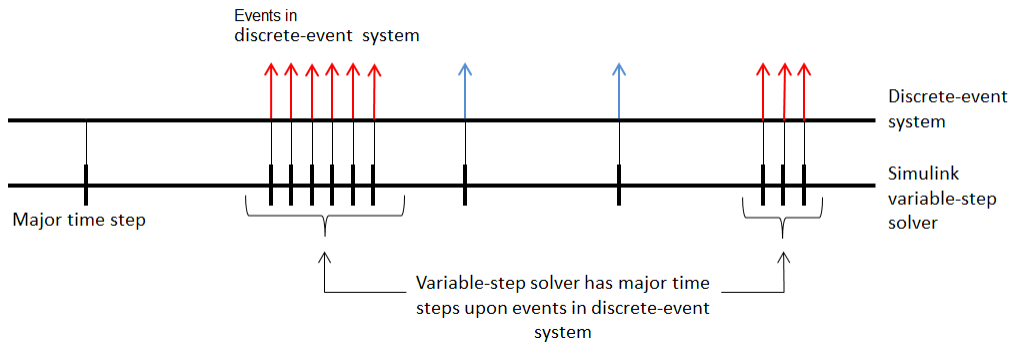 Events in
discrete-event system
Discrete-event
system
Simulink
variable-step
solver
Major time step
Variable-step solver has major time
steps upon events in discrete-event
system